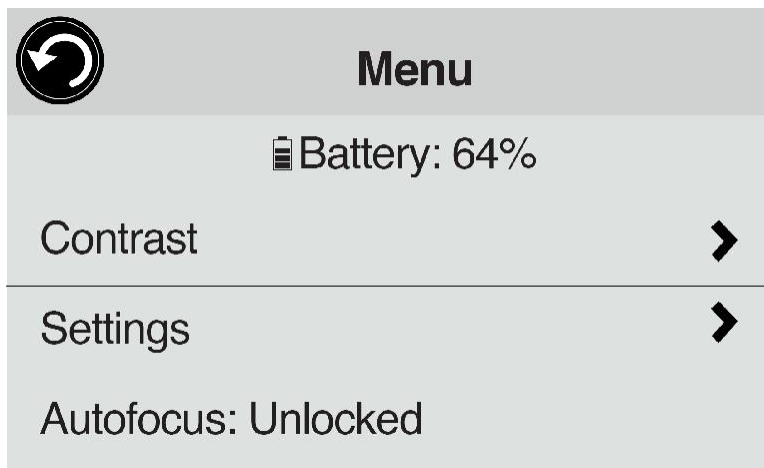 Menu
Battery: 64%
Contrast
Settings
Autofocus: Unlocked